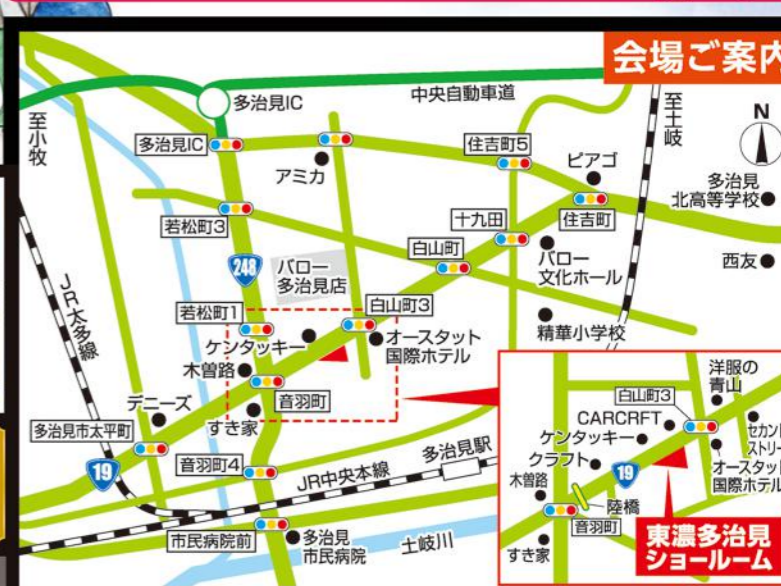 会場ご案内
至小牧
多治見IC
中央自動車道
至土岐
N
多治見IC
アミカ
住吉町5
ピアゴ
多治見
北高等学校
若松町3
十九田
住吉町
白山町
バロー
文化ホール
西友
248
バロー
多治見店
JR太多線
若松町1
白山町3
精華小学校
ケンタッキー
オースタット
国際ホテル
木曽路
音羽町
デニーズ
すき家
多治見市太平町
19
音羽町4
JR中央本線
多治見駅
市民病院前
多治見
市民病院
土岐川
洋服の
青山
白山町3
CARCRFT
ケンタッキー
クラフト
セカンド
ストリー
オースタット
国際ホテル
木曽路
19
陸橋
音羽町
すき家
東濃多治見
ショールーム